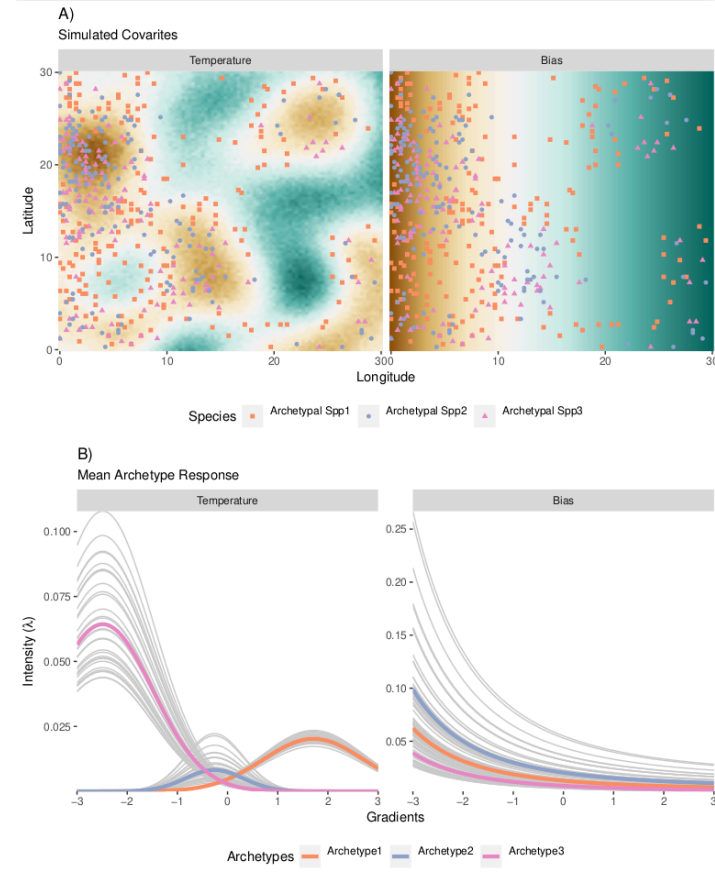 A)
Simulated Covarites
Temperature
Bias
Latitude
30
20
10
0
0 10 20 30
0 10 20 30
Longitude
Species Archetypal Spp1 Archetypal Spp2 Archetypal Spp3
B)
Mean Archetype Response
Temperature
Bias
Intensity (λ)
0.100
0.075
0.050
0.025
0.25
0.20
0.15
0.10
0.05
−3 −2 −1 0 1 2 3
−3 −2 −1 0 1 2 3
Gradients
Archetypes Archetype1 Archetype2 Archetype3